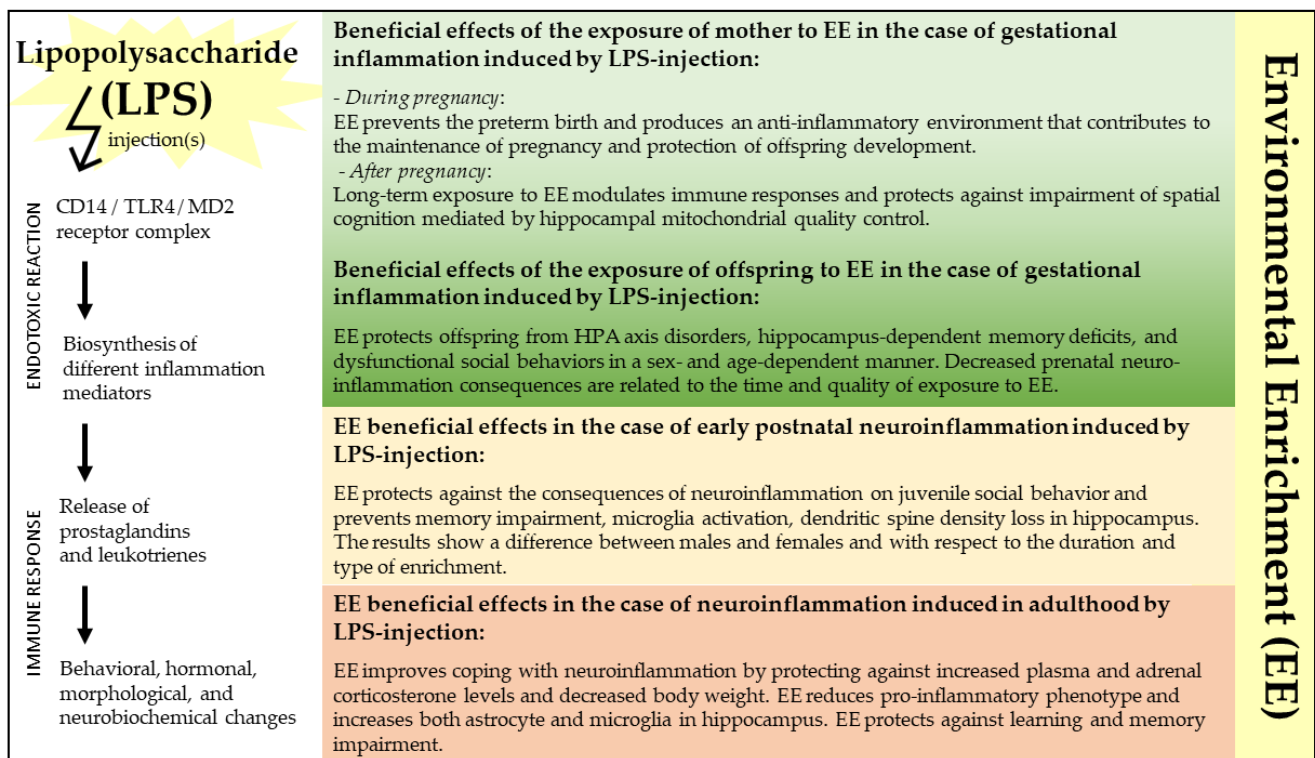 Lipopolysaccharide
(LPS)
injection(s)
ENDOTOXIC REACTION
CD14 / TLR4/ MD2
receptor complex
Biosynthesis of
different inflammation
mediators
IMMUNE RESPONSE
Release of
prostaglandins
and leukotrienes
Behavioral, hormonal,
morphological, and
neurobiochemical changes
Beneficial effects of the exposure of mother to EE in the case of gestational
inflammation induced by LPS-injection:
- During pregnancy:
EE prevents the preterm birth and produces an anti-inflammatory environment that contributes to
the maintenance of pregnancy and protection of offspring development.
- After pregnancy:
Long-term exposure to EE modulates immune responses and protects against impairment of spatial
cognition mediated by hippocampal mitochondrial quality control.
Beneficial effects of the exposure of offspring to EE in the case of gestational
inflammation induced by LPS-injection:
EE protects offspring from HPA axis disorders, hippocampus-dependent memory deficits, and
dysfunctional social behaviors in a sex- and age-dependent manner. Decreased prenatal neuro-
inflammation consequences are related to the time and quality of exposure to EE.
EE beneficial effects in the case of early postnatal neuroinflammation induced by
LPS-injection:
EE protects against the consequences of neuroinflammation on juvenile social behavior and
prevents memory impairment, microglia activation, dendritic spine density loss in hippocampus.
The results show a difference between males and females and with respect to the duration and
type of enrichment.
EE beneficial effects in the case of neuroinflammation induced in adulthood by
LPS-injection:
EE improves coping with neuroinflammation by protecting against increased plasma and adrenal
corticosterone levels and decreased body weight. EE reduces pro-inflammatory phenotype and
increases both astrocyte and microglia in hippocampus. EE protects against learning and memory
impairment.
Environmental Enrichment (EE)